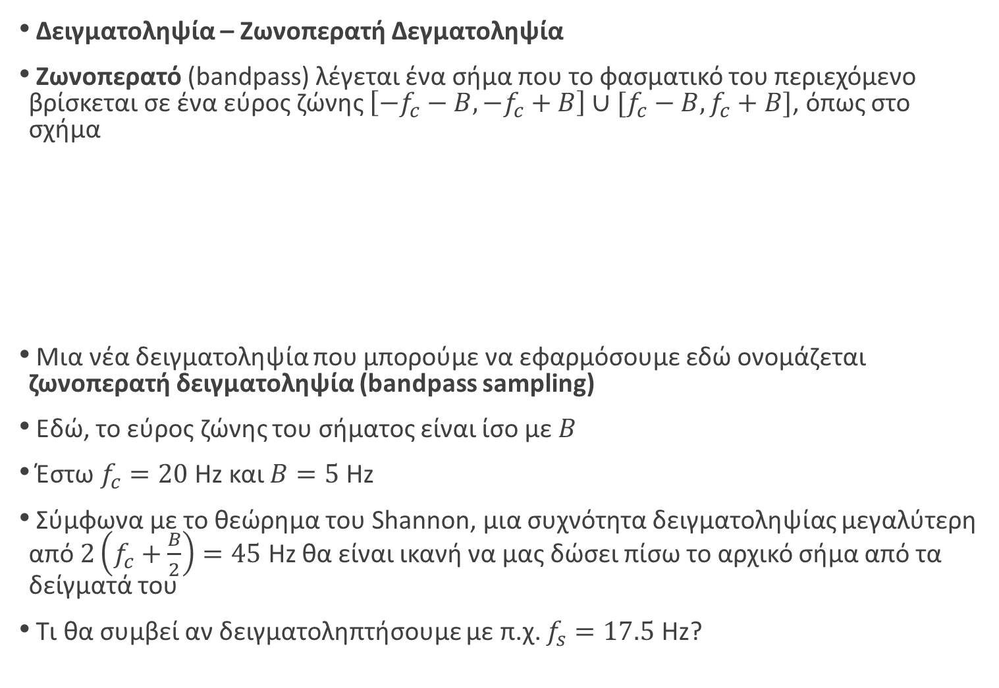 • Δειγματοληψία – Ζωνοπερατή Δεγματοληψία
• Ζωνοπερατό (bandpass) λέγεται ένα σήμα που το φασματικό του περιεχόμενο
βρίσκεται σε ένα εύρος ζώνης [−f_c − B, −f_c + B] ∪ [f_c − B, f_c + B], όπως στο
σχήμα
• Μια νέα δειγματοληψία που μπορούμε να εφαρμόσουμε εδώ ονομάζεται
ζωνοπερατή δειγματοληψία (bandpass sampling)
• Εδώ, το εύρος ζώνης του σήματος είναι ίσο με B
• Έστω f_c = 20 Hz και B = 5 Hz
• Σύμφωνα με το θεώρημα του Shannon, μια συχνότητα δειγματοληψίας μεγαλύτερη
από 2(f_c + B/2) = 45 Hz θα είναι ικανή να μας δώσει πίσω το αρχικό σήμα από τα
δείγματά του
• Τι θα συμβεί αν δειγματοληπτήσουμε με π.χ. f_s = 17.5 Hz?